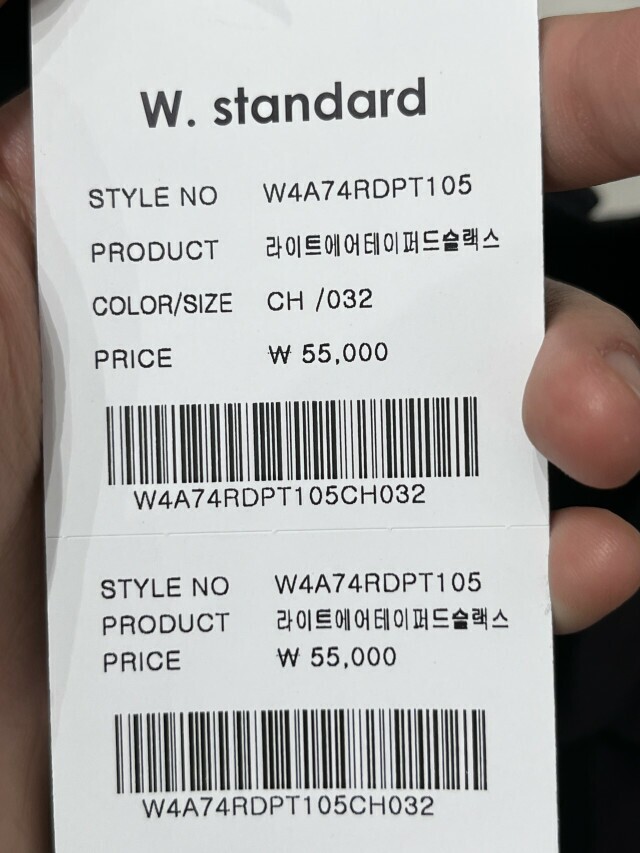 W. standard
STYLE NO W4A74RDPT105
PRODUCT 라이트에어테이퍼드슬랙스
COLOR/SIZE CH /032
PRICE ₩ 55,000
W4A74RDPT105CH032
STYLE NO W4A74RDPT105
PRODUCT 라이트에어테이퍼드슬랙스
PRICE ₩ 55,000
W4A74RDPT105CH032